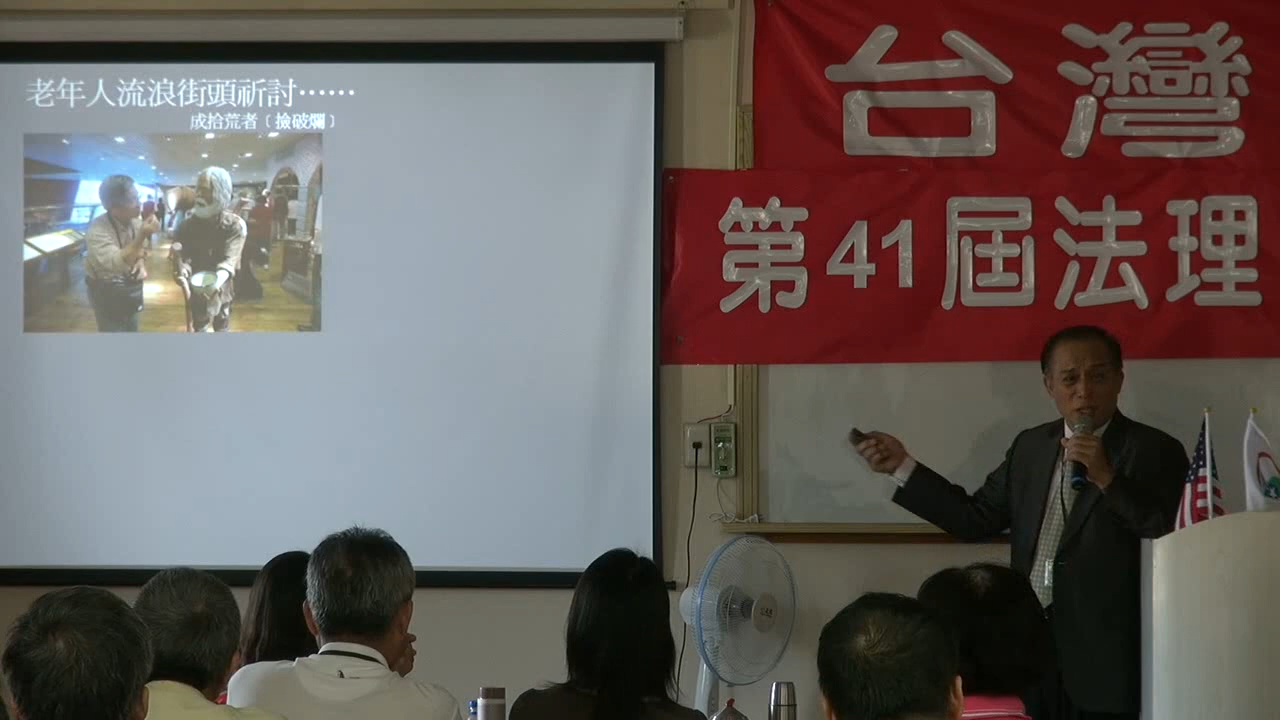 老年人流浪街頭祈討……
成拾荒者﹝撿破爛﹞
台灣
第41屆法理